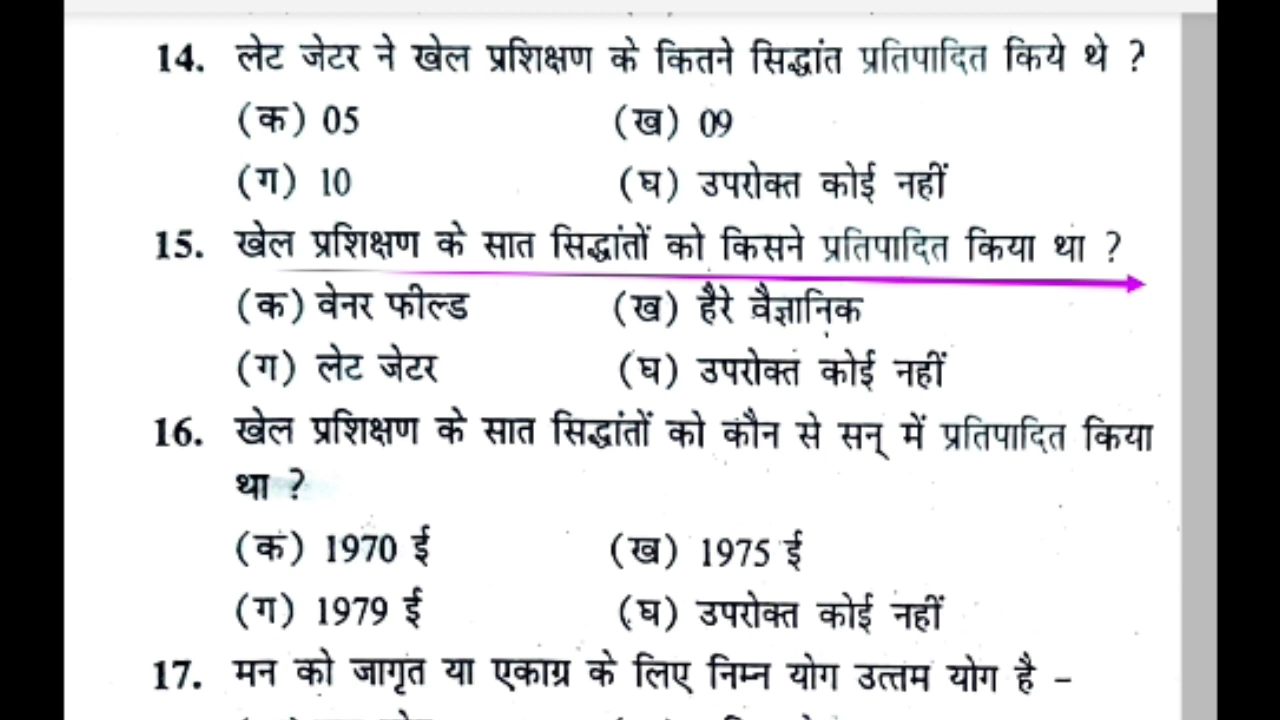 14. लेट जेटर ने खेल प्रशिक्षण के कितने सिद्धांत प्रतिपादित किये थे ?
(क) 05 (ख) 09
(ग) 10 (घ) उपरोक्त कोई नहीं
15. खेल प्रशिक्षण के सात सिद्धांतों को किसने प्रतिपादित किया था ?
(क) वेनर फील्ड (ख) हैरे वैज्ञानिक
(ग) लेट जेटर (घ) उपरोक्त कोई नहीं
16. खेल प्रशिक्षण के सात सिद्धांतों को कौन से सन् में प्रतिपादित किया
था ?
(क) 1970 ई (ख) 1975 ई
(ग) 1979 ई (घ) उपरोक्त कोई नहीं
17. मन को जागृत या एकाग्र के लिए निम्न योग उत्तम योग है –